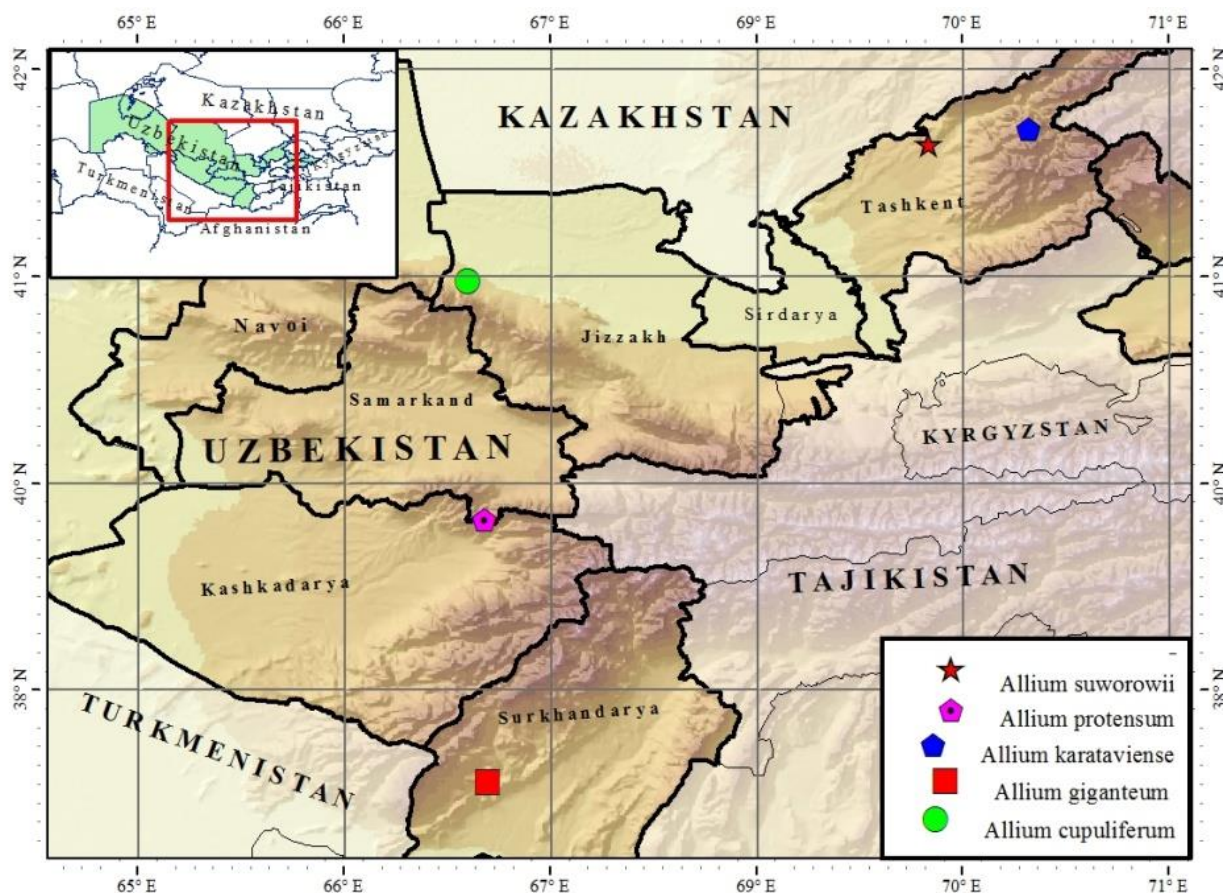 65° E 66° E 67° E 69° E 70° E 71° E
42° N 42° N
Kazakhstan
Uzbekistan
Kyrgyzstan
Turkmenistan
Tajikistan
Afghanistan
KAZAKHSTAN
Tashkent
41° N 41° N
Navoi
Jizzakh
Sirdarya
Samarkand
UZBEKISTAN
KYRGYZSTAN
40° N 40° N
Kashkadarya
TAJIKISTAN
38° N 38° N
TURKMENISTAN
Surkhandarya
Allium suworowii
Allium protensum
Allium karataviense
Allium giganteum
Allium cupuliferum
65° E 66° E 67° E 69° E 70° E 71° E